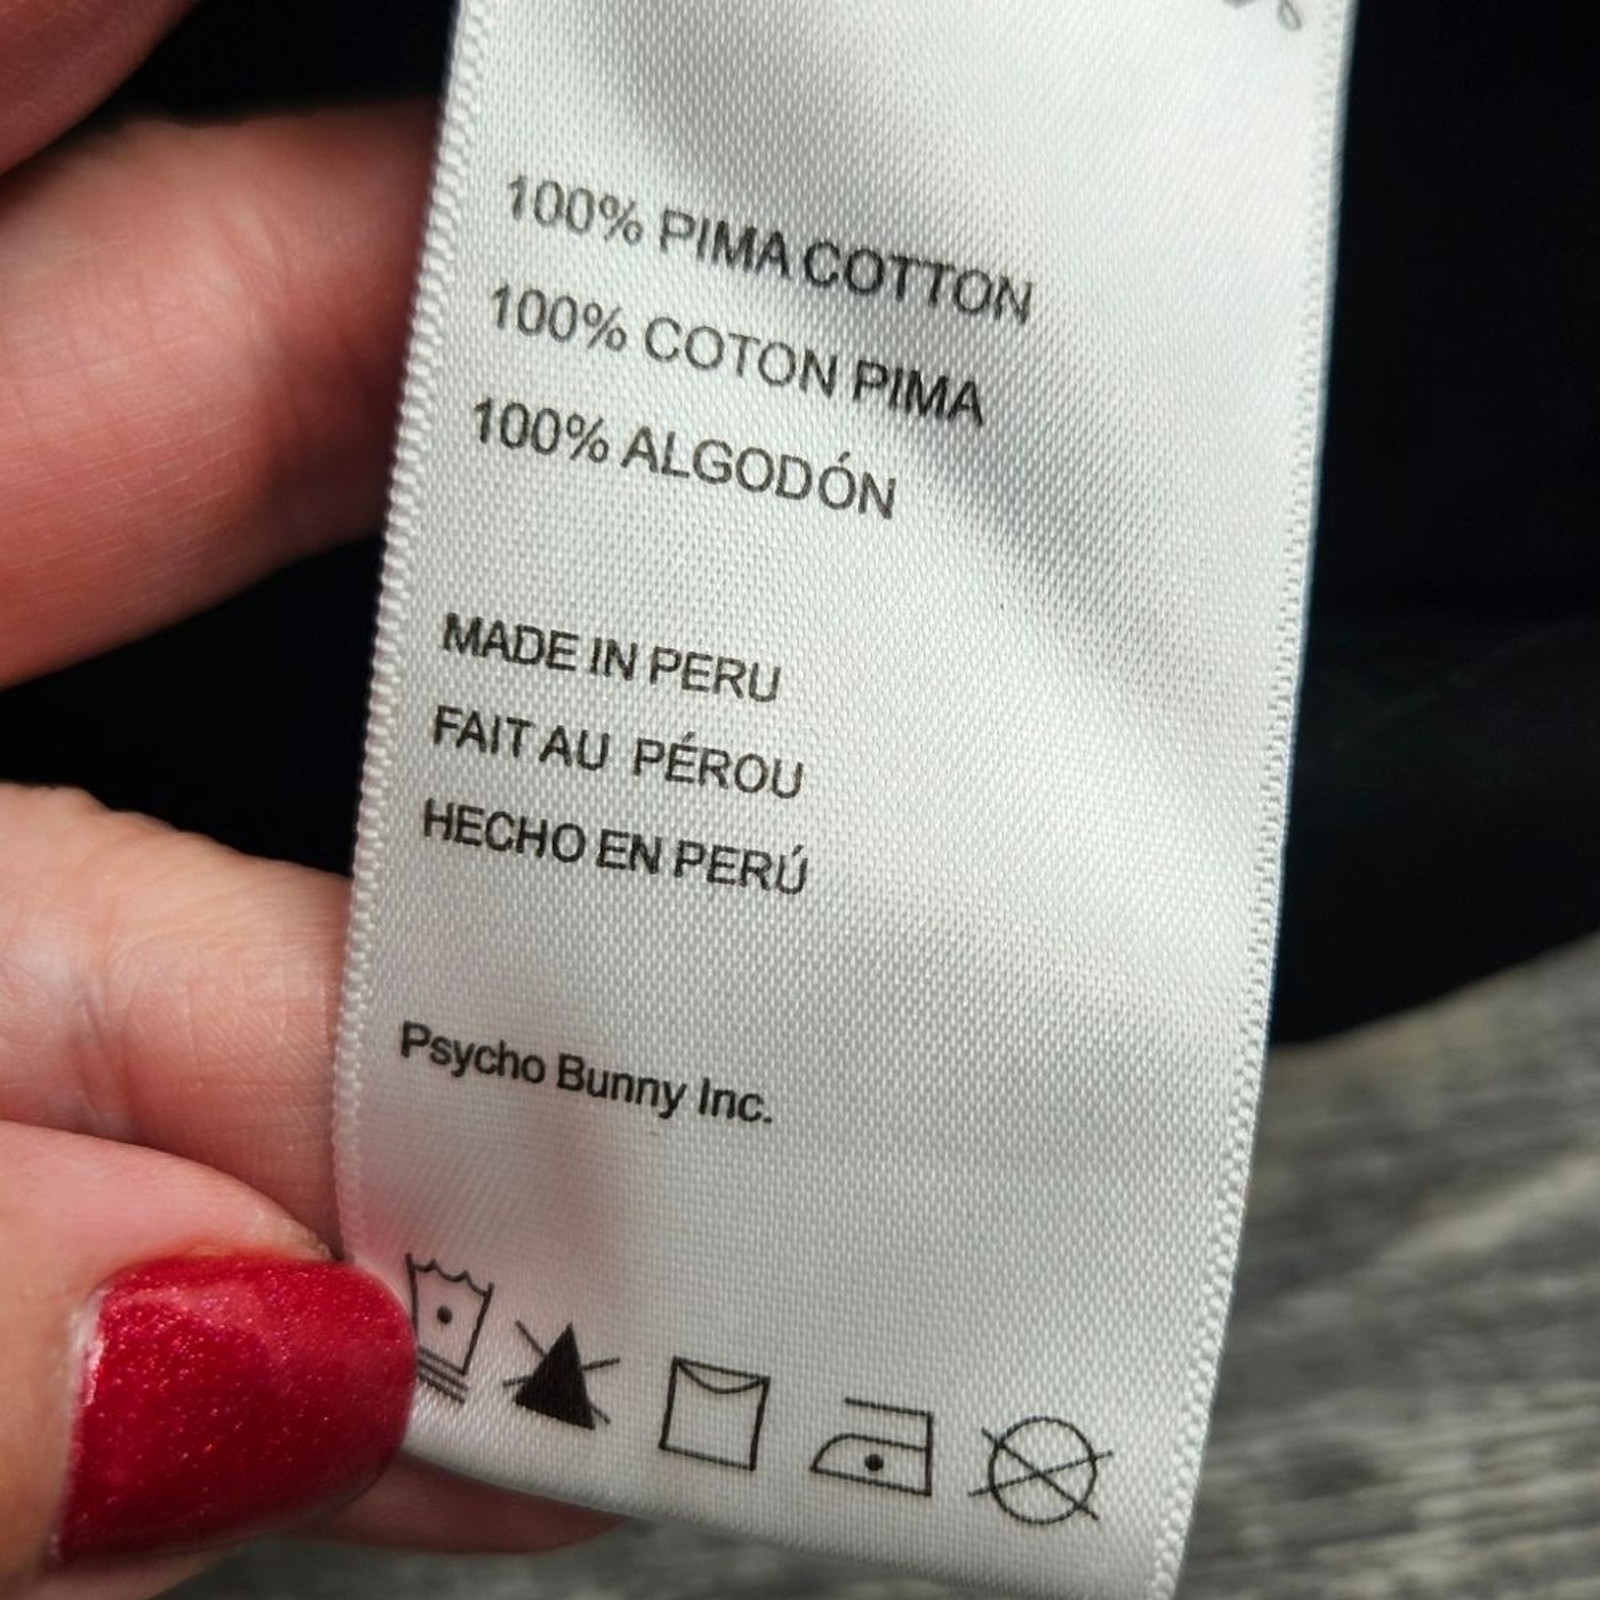 100% PIMA COTTON
100% COTON PIMA
100% ALGODÓN
MADE IN PERU
FAIT AU PÉROU
HECHO EN PERÚ
Psycho Bunny Inc.